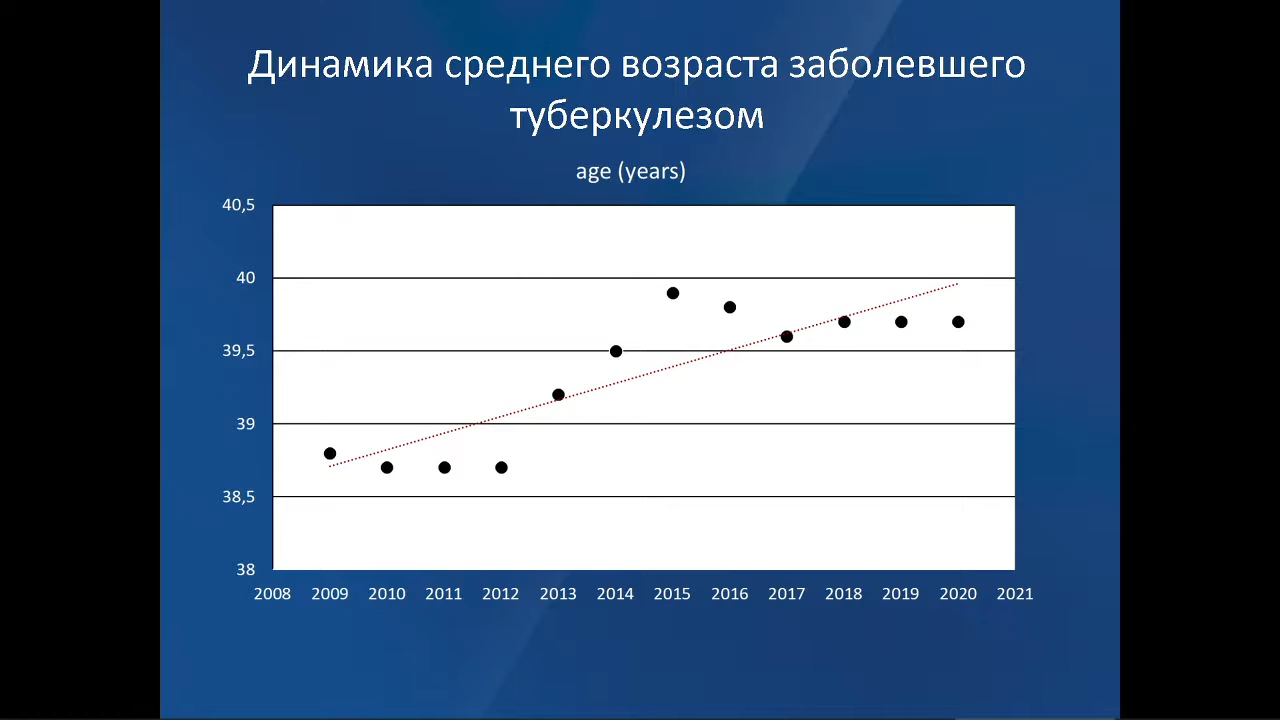 Динамика среднего возраста заболевшего
туберкулезом
age (years)
40,5
40
39,5
39
38,5
38
2008 2009 2010 2011 2012 2013 2014 2015 2016 2017 2018 2019 2020 2021